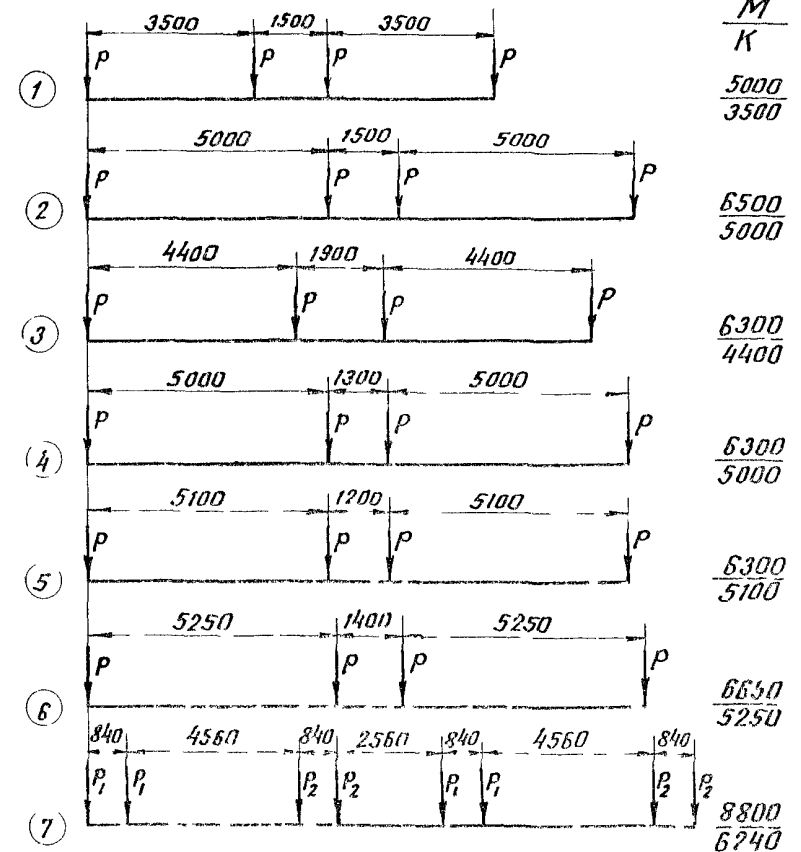 3500 1500 3500 M
K
P P P P
1 5000
3500
5000 1500 5000
P P P P
2 6500
5000
4400 1900 4400
P P P P
3 6300
4400
5000 1300 5000
P P P P
4 6300
5000
5100 1200 5100
P P P P
5 6300
5100
5250 1400 5250
P P P P
6 6650
5250
840 4560 840 2560 840 4560 840
P₁ P₁ P₂ P₂ P₁ P₁ P₂ P₂
7 8800
6240